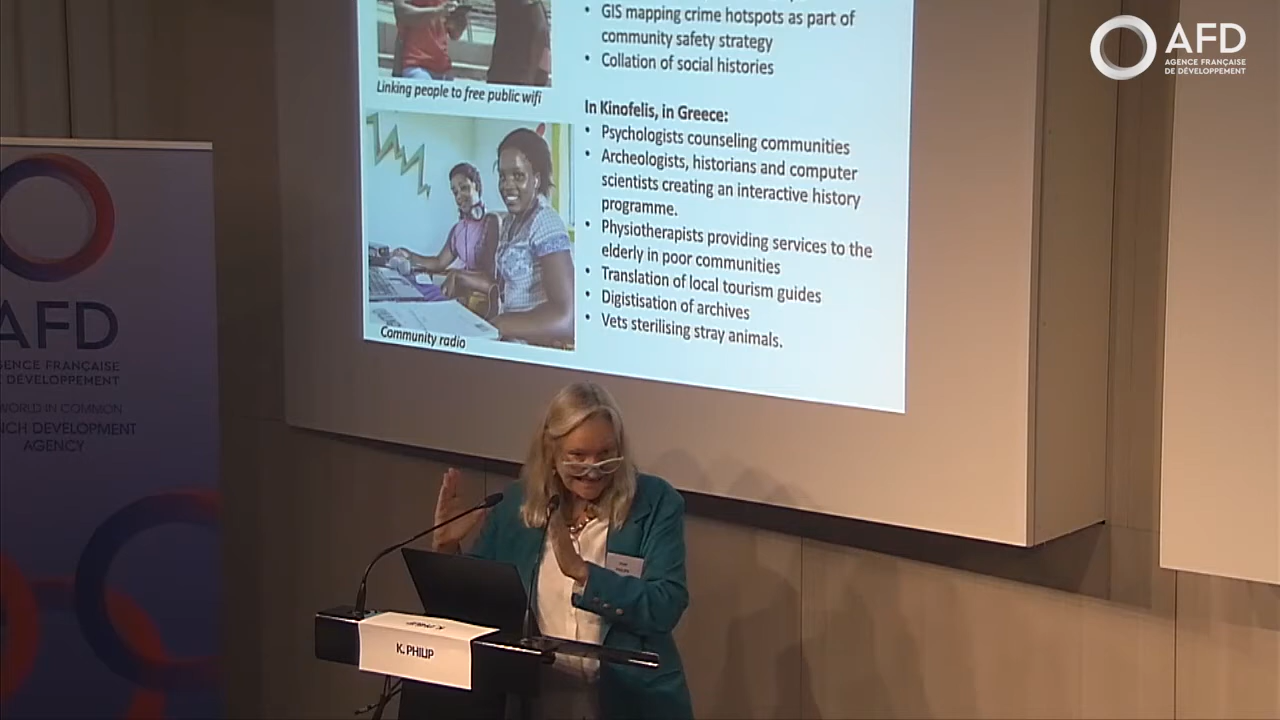 GIS mapping crime hotspots as part of
community safety strategy
Collation of social histories
Linking people to free public wifi
In Kinofelis, in Greece:
Psychologists counseling communities
Archeologists, historians and computer
scientists creating an interactive history
programme.
Physiotherapists providing services to the
elderly in poor communities
Translation of local tourism guides
Digistisation of archives
Vets sterilising stray animals.
Community radio
AFD
AGENCE FRANÇAISE
DE DÉVELOPPEMENT
AFD
GENCE FRANÇAISE
E DÉVELOPPEMENT
WORLD IN COMMON
NCH DEVELOPMENT
AGENCY
K. PHILIP
K. PHILIP